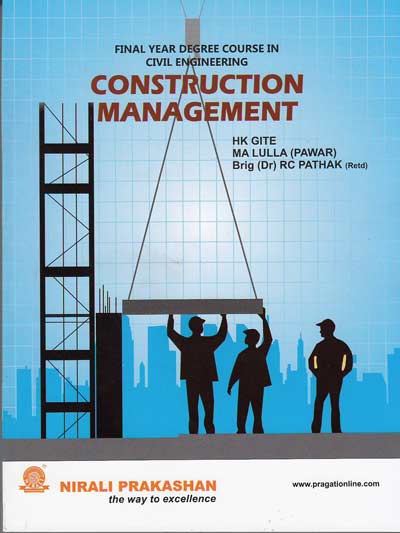 FINAL YEAR DEGREE COURSE IN
CIVIL ENGINEERING
CONSTRUCTION
MANAGEMENT
HK GITE
MA LULLA (PAWAR)
Brig (Dr) RC PATHAK (Retd)
NIRALI PRAKASHAN
the way to excellence
www.pragationline.com